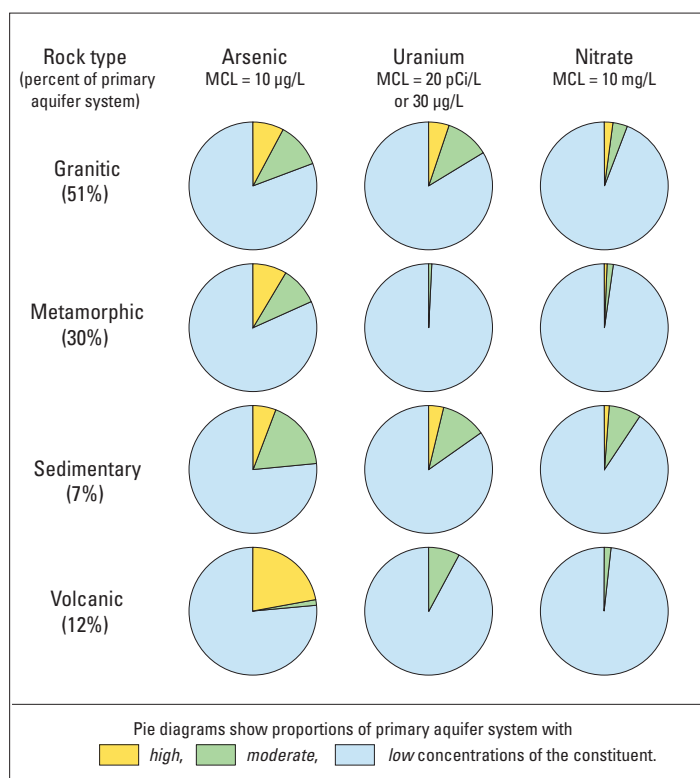 Rock type
(percent of primary
aquifer system)
Arsenic
MCL = 10 µg/L
Uranium
MCL = 20 pCi/L
or 30 µg/L
Nitrate
MCL = 10 mg/L
Granitic
(51%)
Metamorphic
(30%)
Sedimentary
(7%)
Volcanic
(12%)
Pie diagrams show proportions of primary aquifer system with
high, moderate, low concentrations of the constituent.